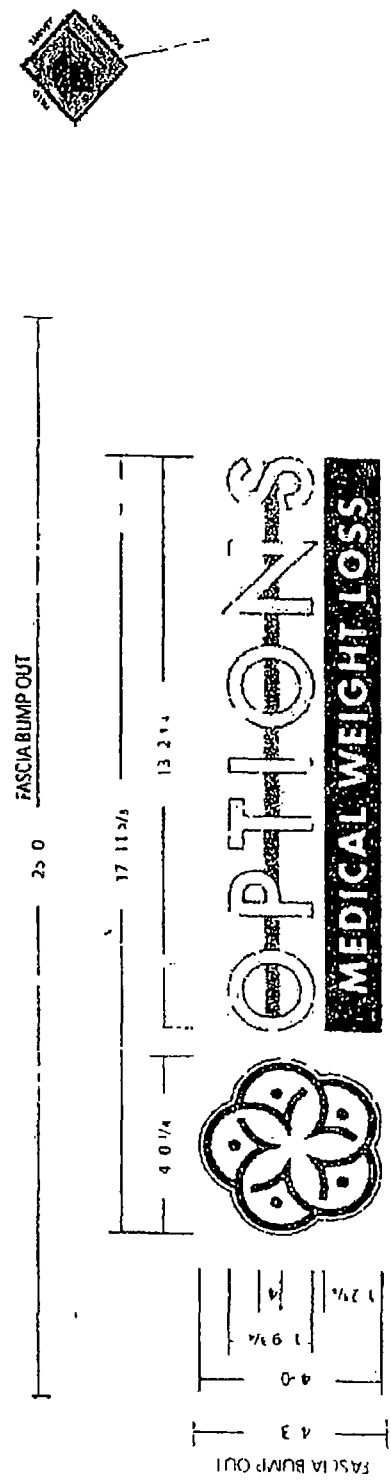 FASCIA BUMP OUT
25 0
17 11 5/8
13 2 1/4
4 0 1/4
OPTIONS
MEDICAL WEIGHT LOSS
1 2 1/4
4
1 9 3/4
4-0
4 3
FASCIA BUMP OUT